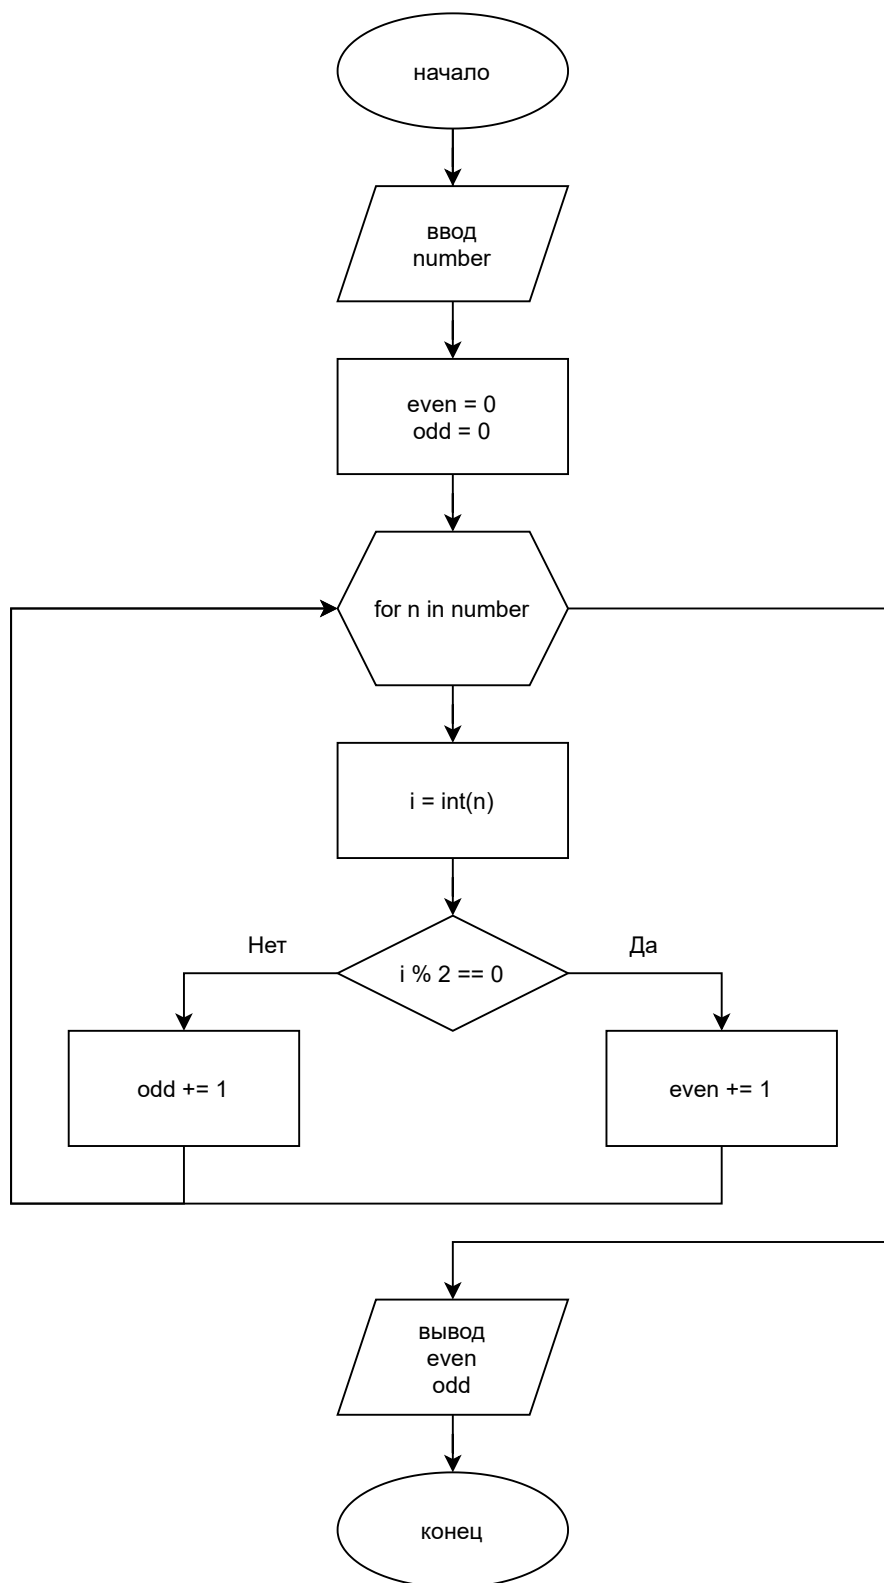 начало
ввод
number
even = 0
odd = 0
for n in number
i = int(n)
Нет
i % 2 == 0
Да
odd += 1
even += 1
вывод
even
odd
конец